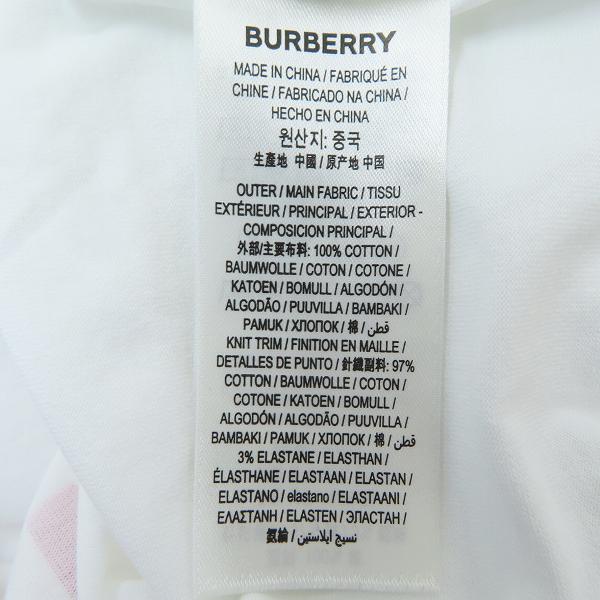 BURBERRY
MADE IN CHINA / FABRIQUÉ EN
CHINE / FABRICADO NA CHINA /
HECHO EN CHINA
원산지: 중국
生產地 中國 / 原产地 中国
OUTER / MAIN FABRIC / TISSU
EXTÉRIEUR / PRINCIPAL / EXTERIOR -
COMPOSICION PRINCIPAL /
外部/主要布料: 100% COTTON /
BAUMWOLLE / COTON / COTONE /
KATOEN / BOMULL / ALGODÓN /
ALGODÃO / PUUVILLA / BAMBAKI /
PAMUK / ХЛОПОК / 棉 / قطن /
KNIT TRIM / FINITION EN MAILLE /
DETALLES DE PUNTO / 針織副料: 97%
COTTON / BAUMWOLLE / COTON /
COTONE / KATOEN / BOMULL /
ALGODÓN / ALGODÃO / PUUVILLA /
BAMBAKI / PAMUK / ХЛОПОК / 棉 / قطن /
3% ELASTANE / ELASTHAN /
ÉLASTHANE / ELASTAAN / ELASTAN /
ELASTANO / elastano / ELASTAANI /
ΕΛΑΣΤΑΝΗ / ELASTEN / ЭЛАСТАН /
氨綸 / نسيج ايلاستين